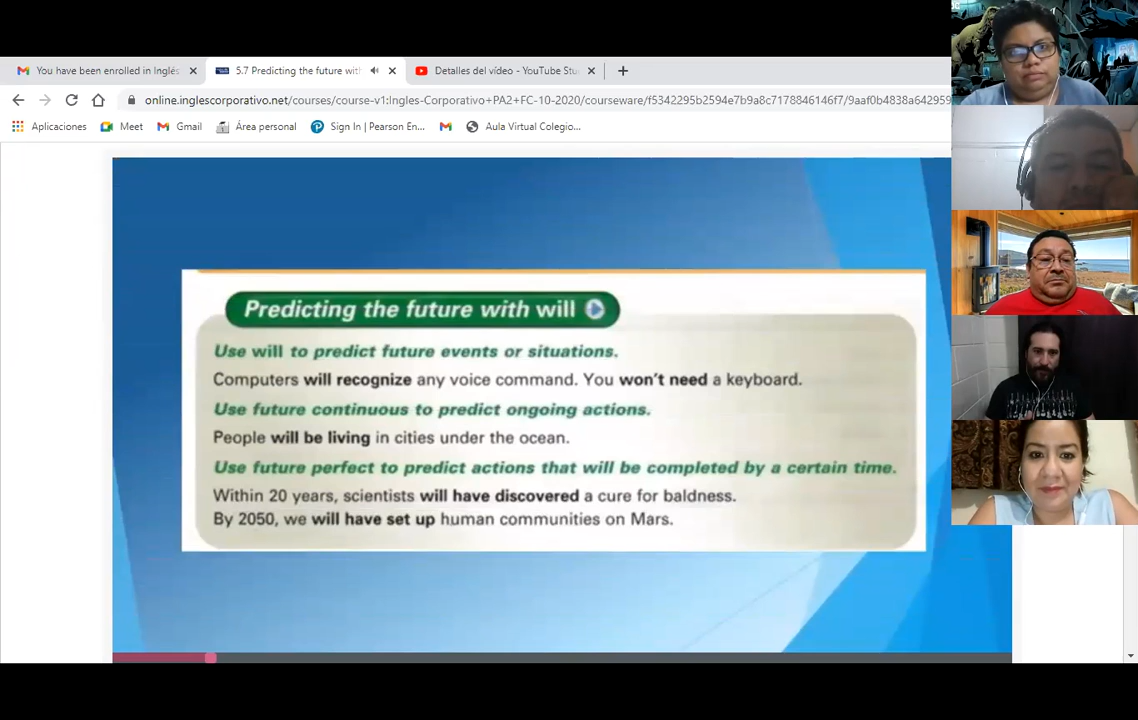 You have been enrolled in Inglés
5.7 Predicting the future with
Detalles del vídeo - YouTube Stu
online.inglescorporativo.net/courses/course-v1:Ingles-Corporativo+PA2+FC-10-2020/courseware/f5342295b2594e7b9a8c7178846146f7/9aaf0b4838a642959
Aplicaciones
Meet
Gmail
Área personal
Sign In | Pearson En...
Aula Virtual Colegio...
Predicting the future with will
Use will to predict future events or situations.
Computers will recognize any voice command. You won't need a keyboard.
Use future continuous to predict ongoing actions.
People will be living in cities under the ocean.
Use future perfect to predict actions that will be completed by a certain time.
Within 20 years, scientists will have discovered a cure for baldness.
By 2050, we will have set up human communities on Mars.